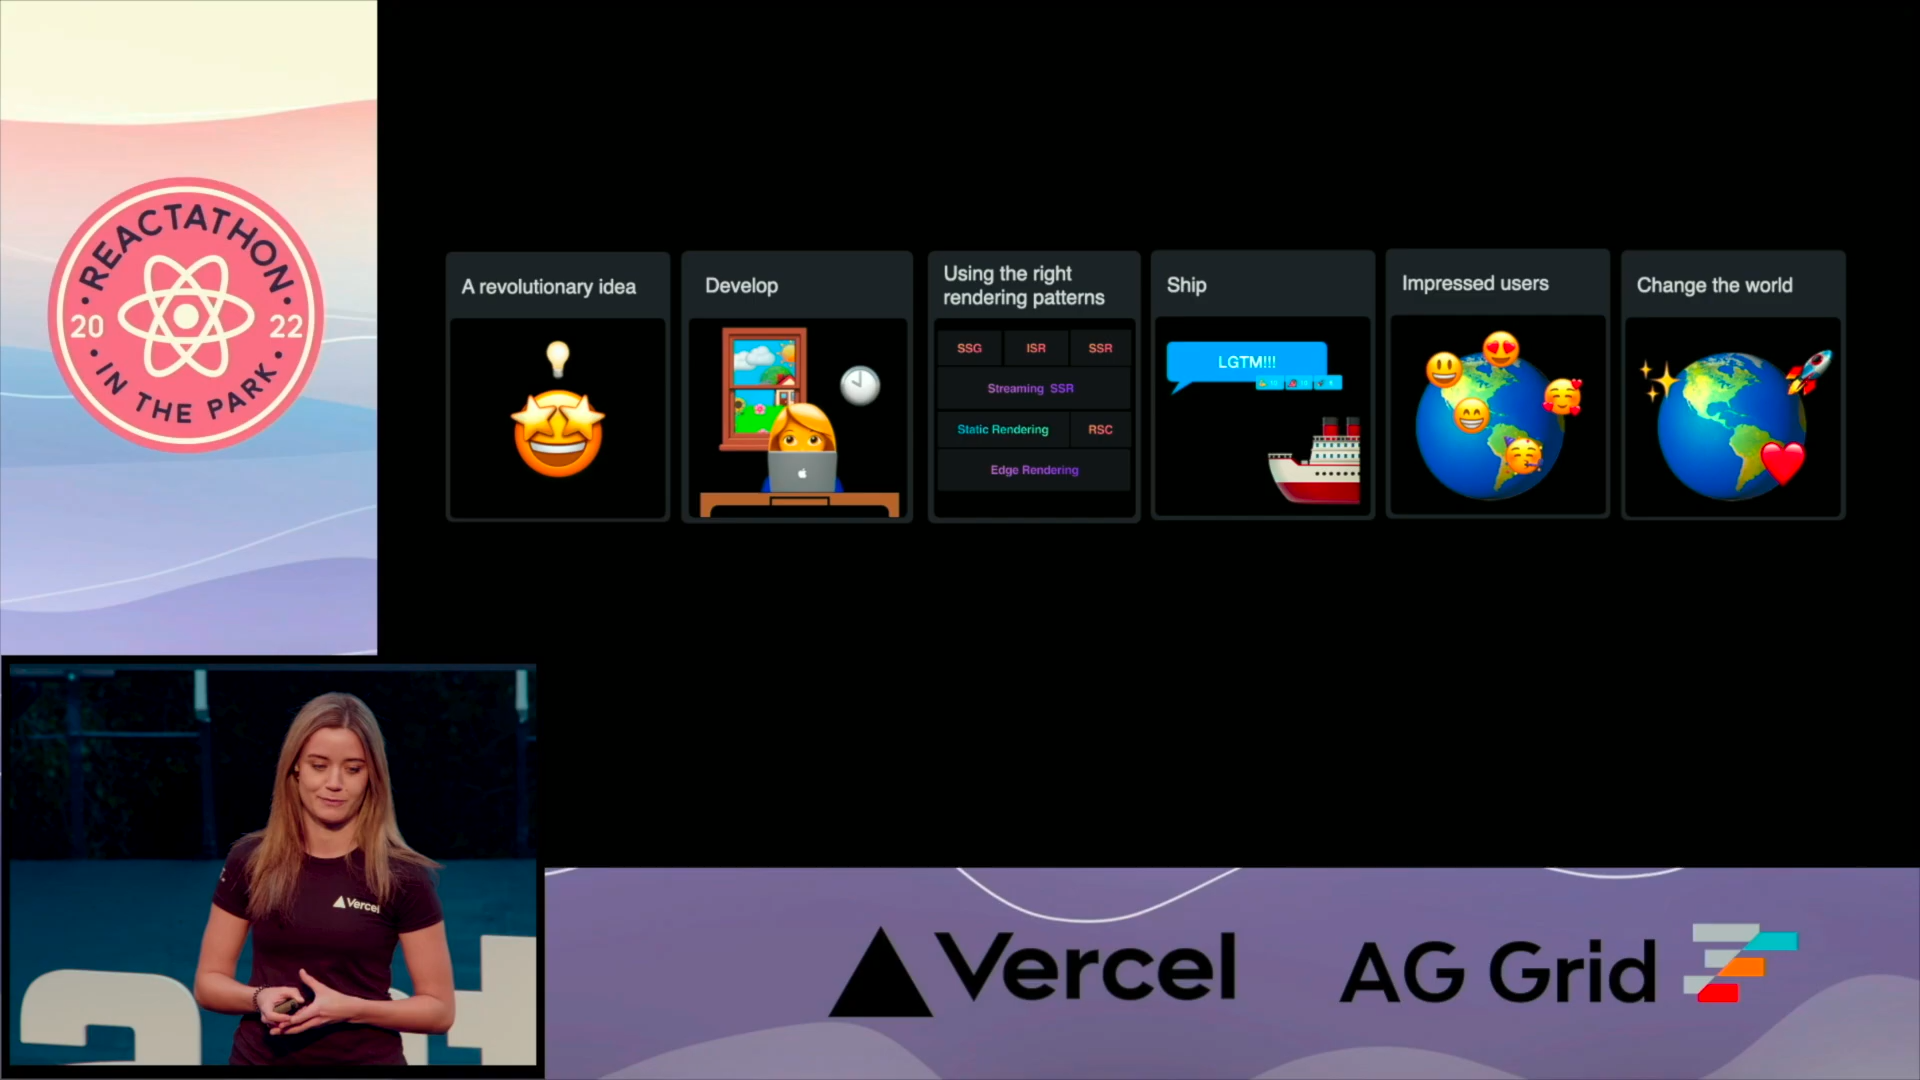 REACTATHON
20 22
IN THE PARK
A revolutionary idea
Develop
Using the right
rendering patterns
SSG ISR SSR
Streaming SSR
Static Rendering RSC
Edge Rendering
Ship
LGTM!!!
Impressed users
Change the world
Vercel
Vercel
AG Grid